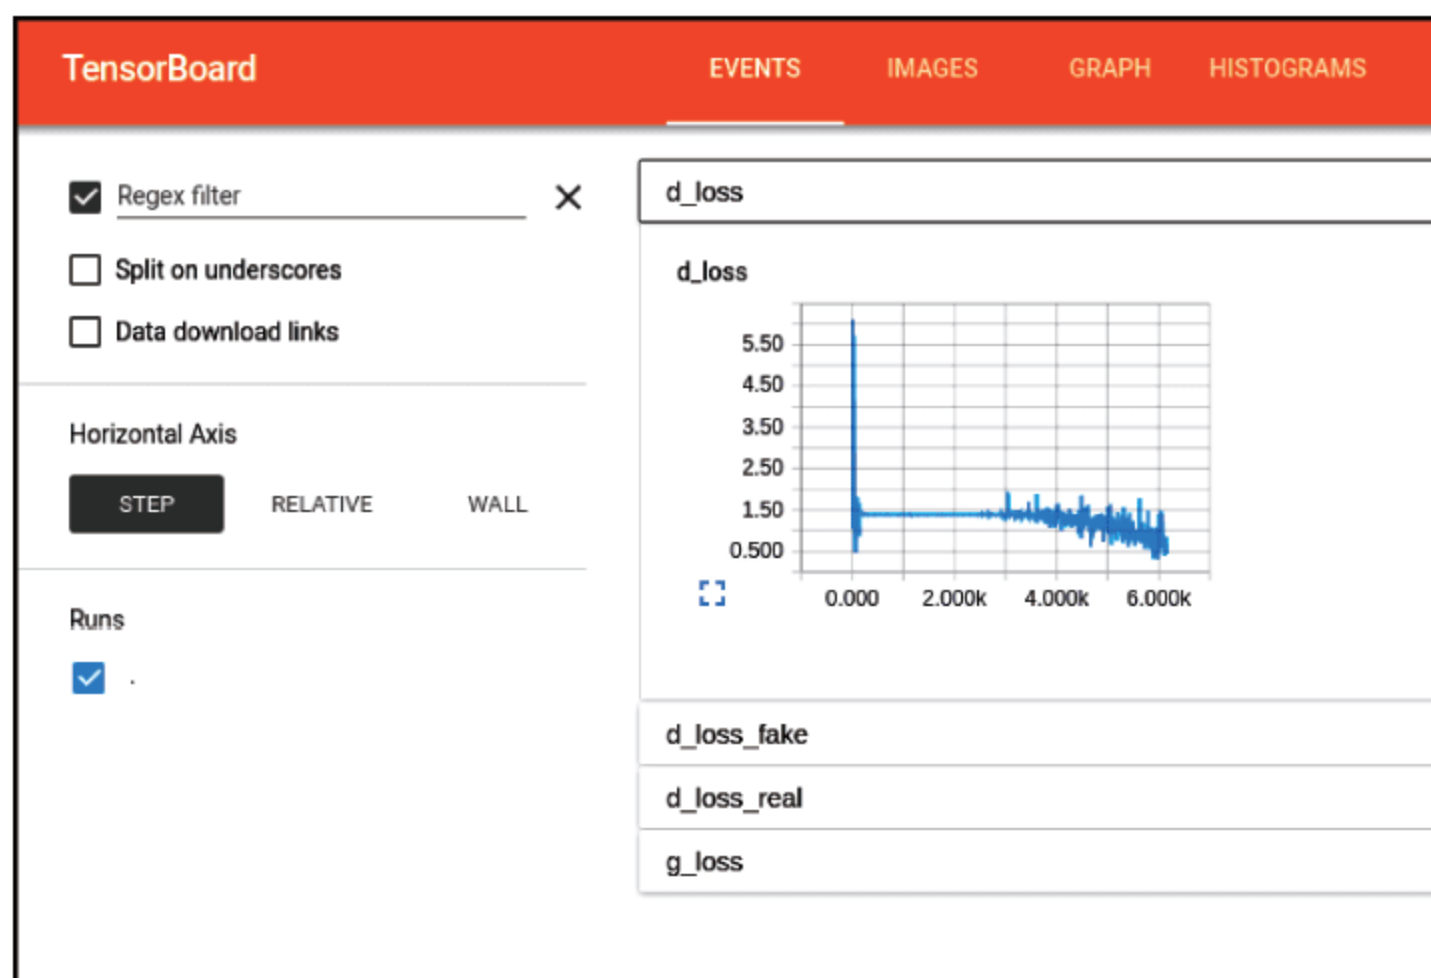 TensorBoard
EVENTS IMAGES GRAPH HISTOGRAMS
Regex filter
Split on underscores
Data download links
Horizontal Axis
STEP RELATIVE WALL
Runs
.
d_loss
d_loss
5.50
4.50
3.50
2.50
1.50
0.500
0.000 2.000k 4.000k 6.000k
d_loss_fake
d_loss_real
g_loss